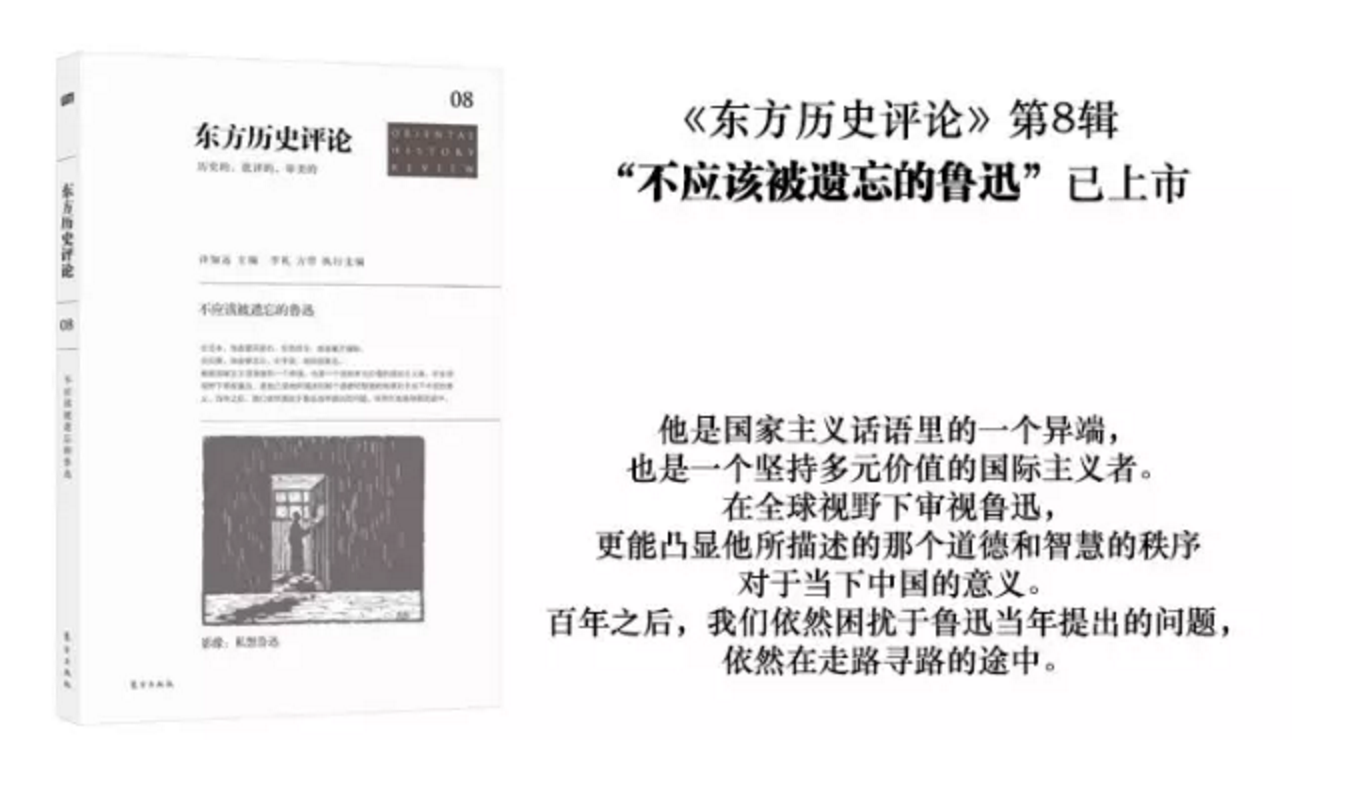 08
东方历史评论
ORIENTAL
HISTORY
REVIEW
历史的、批评的、审美的
许知远 主编 李礼 方曌 执行主编
不应该被遗忘的鲁迅
影像：私想鲁迅
东方出版社
东方历史评论
08
不应该被遗忘的鲁迅
东方出版社
《东方历史评论》第8辑
“不应该被遗忘的鲁迅”已上市
他是国家主义话语里的一个异端，
也是一个坚持多元价值的国际主义者。
在全球视野下审视鲁迅，
更能凸显他所描述的那个道德和智慧的秩序
对于当下中国的意义。
百年之后，我们依然困扰于鲁迅当年提出的问题，
依然在走路寻路的途中。